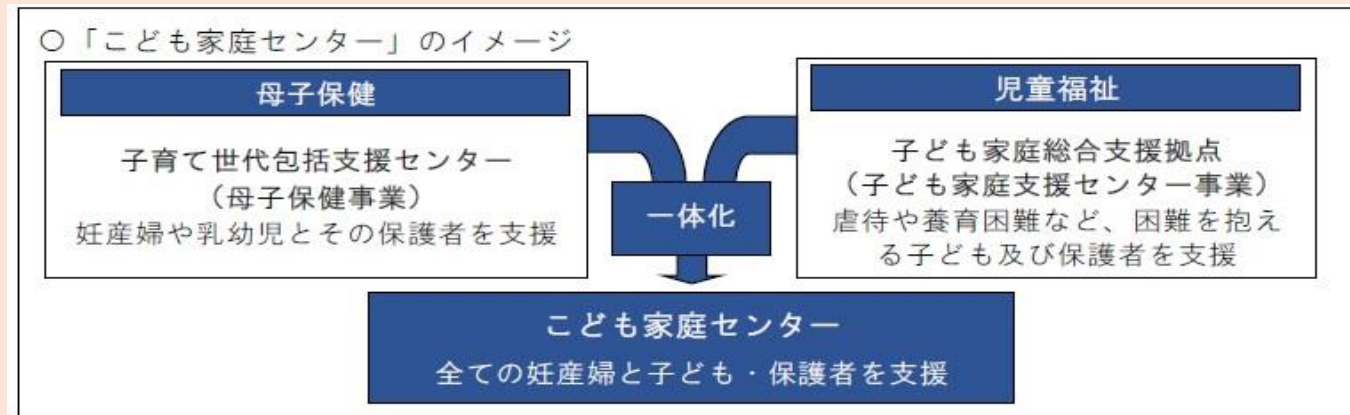 〇「こども家庭センター」のイメージ
母子保健
子育て世代包括支援センター
（母子保健事業）
妊産婦や乳幼児とその保護者を支援
一体化
児童福祉
子ども家庭総合支援拠点
（子ども家庭支援センター事業）
虐待や養育困難など、困難を抱え
る子ども及び保護者を支援
こども家庭センター
全ての妊産婦と子ども・保護者を支援